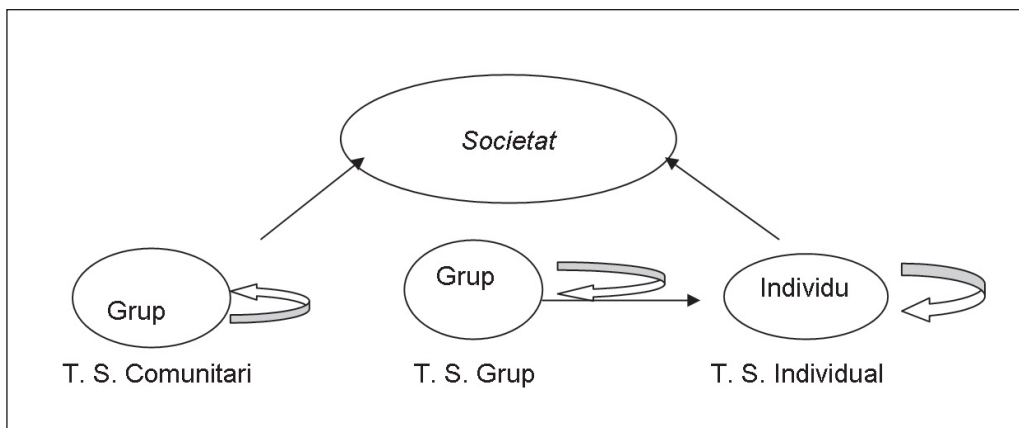 Societat
Grup
Grup
Individu
T. S. Comunitari
T. S. Grup
T. S. Individual